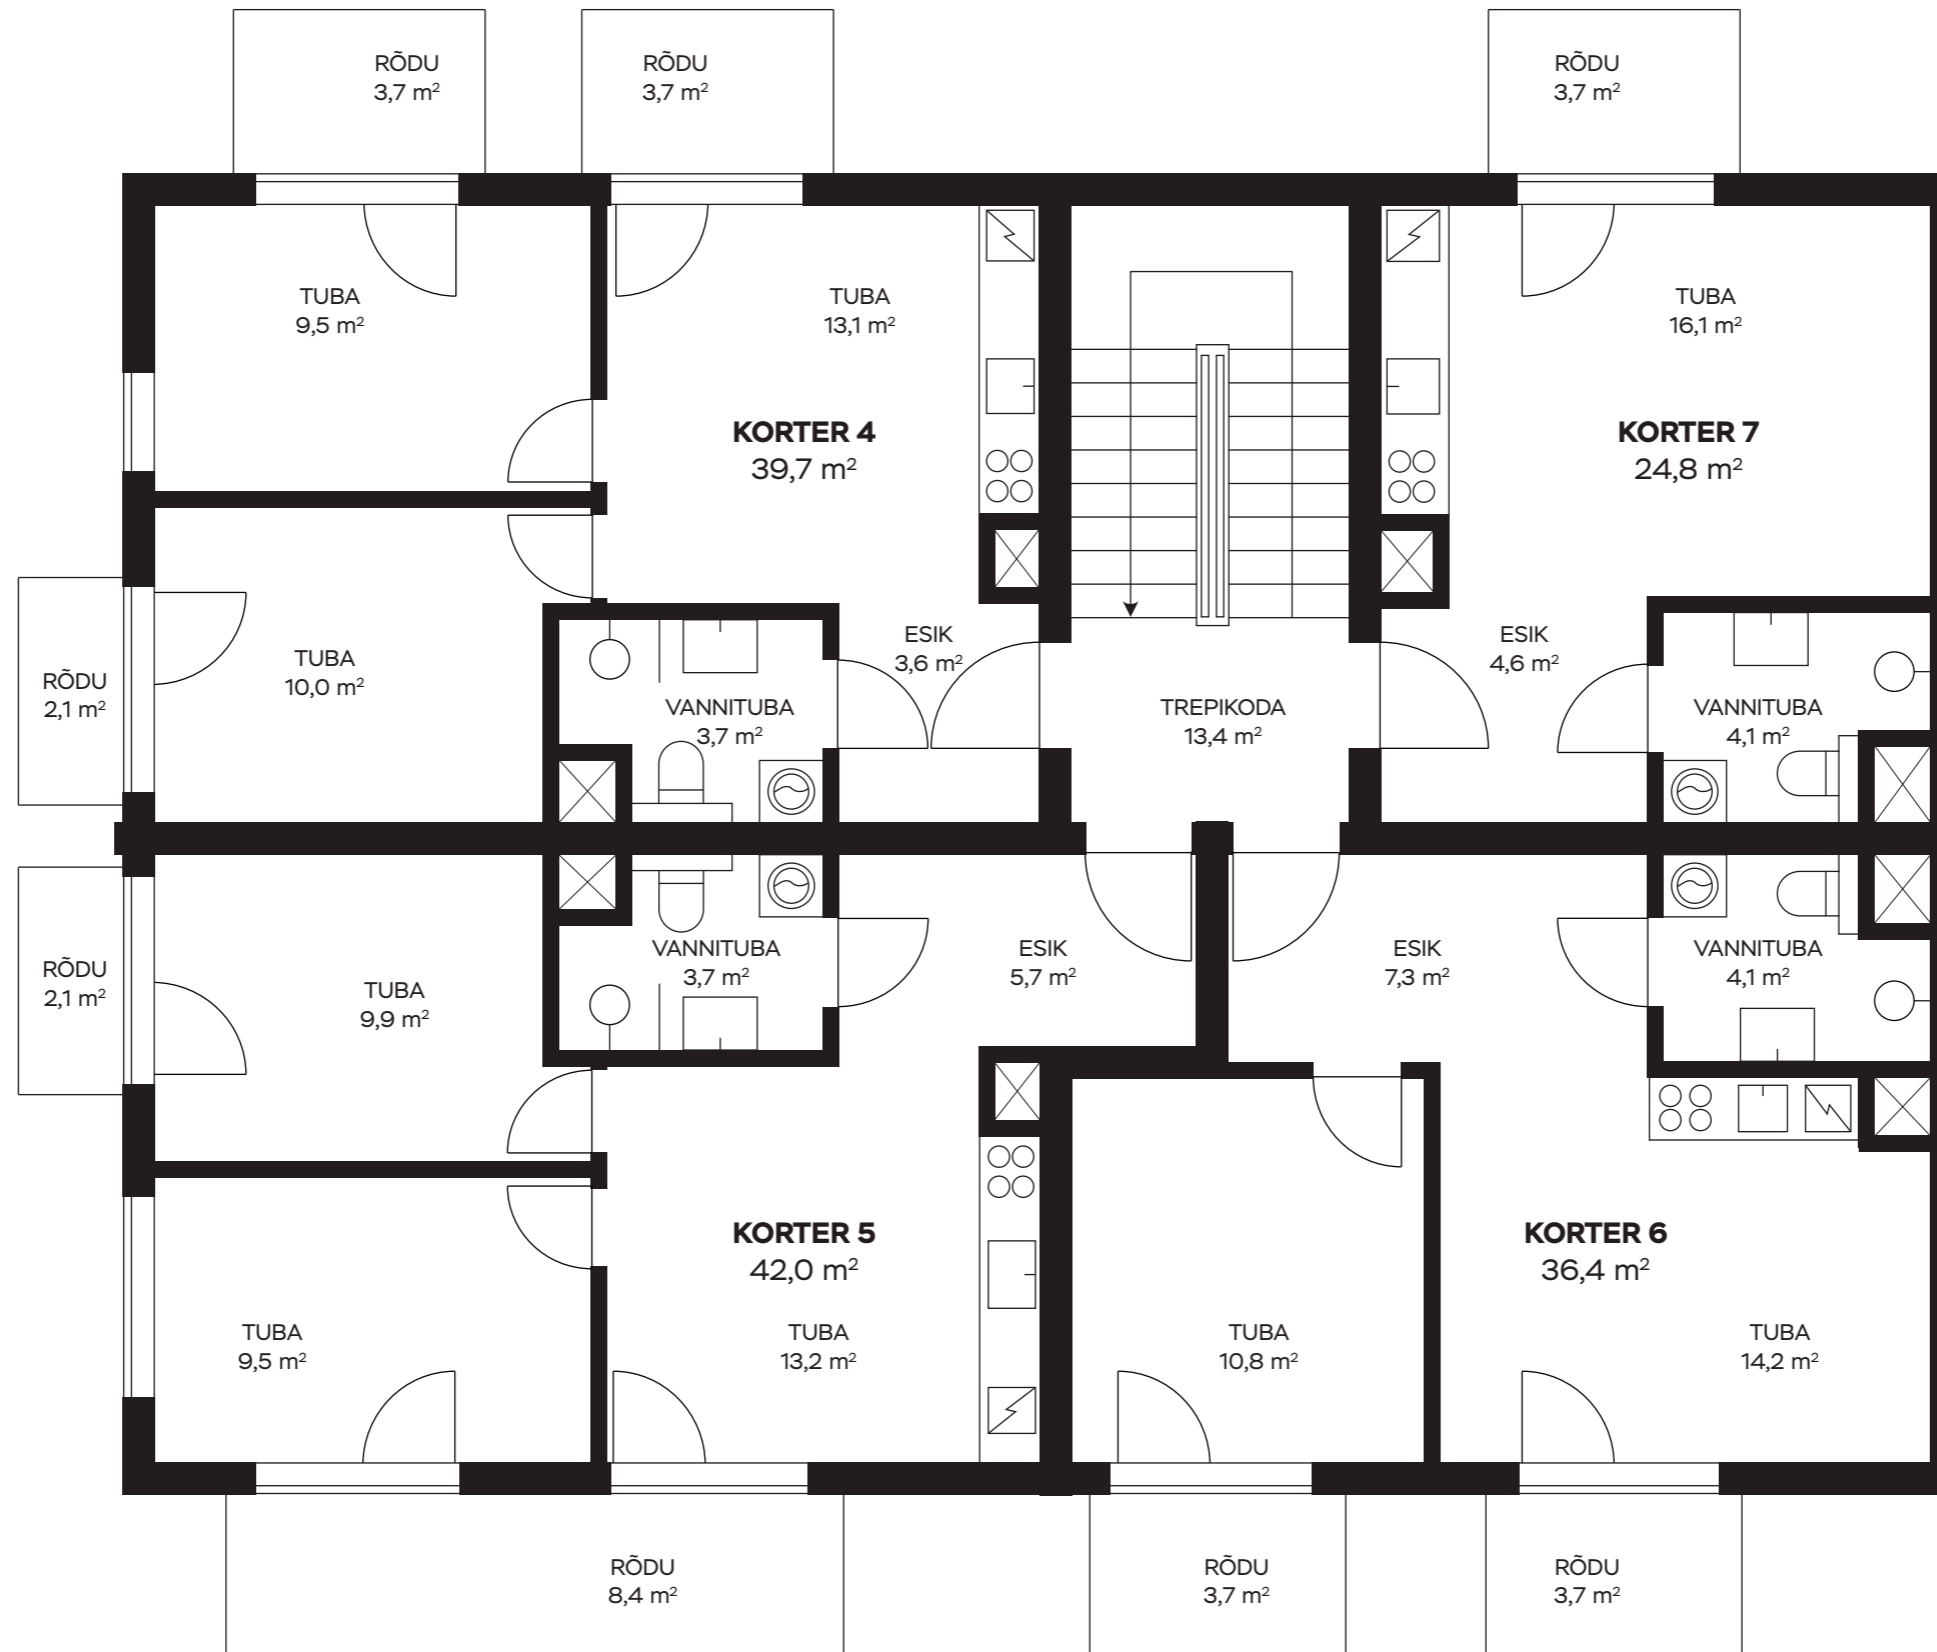 RÕDU
3,7 m²
RÕDU
3,7 m²
RÕDU
3,7 m²
TUBA
9,5 m²
TUBA
13,1 m²
TUBA
16,1 m²
KORTER 4
39,7 m²
KORTER 7
24,8 m²
RÕDU
2,1 m²
TUBA
10,0 m²
ESIK
3,6 m²
VANNITUBA
3,7 m²
TREPIKODA
13,4 m²
ESIK
4,6 m²
VANNITUBA
4,1 m²
RÕDU
2,1 m²
TUBA
9,9 m²
VANNITUBA
3,7 m²
ESIK
5,7 m²
ESIK
7,3 m²
VANNITUBA
4,1 m²
KORTER 5
42,0 m²
KORTER 6
36,4 m²
TUBA
9,5 m²
TUBA
13,2 m²
TUBA
10,8 m²
TUBA
14,2 m²
RÕDU
8,4 m²
RÕDU
3,7 m²
RÕDU
3,7 m²